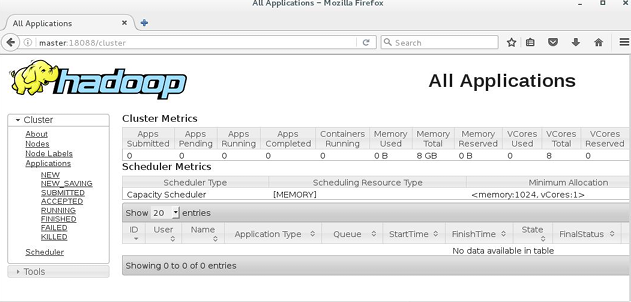 All Applications - Mozilla Firefox
All Applications
master:18088/cluster
Search
hadoop
All Applications
Cluster
About
Nodes
Node Labels
Applications
NEW
NEW_SAVING
SUBMITTED
ACCEPTED
RUNNING
FINISHED
FAILED
KILLED
Scheduler
Tools
Cluster Metrics
Apps Submitted Apps Pending Apps Running Apps Completed Containers Running Memory Used Memory Total Memory Reserved VCores Used VCores Total VCores Reserved
0 0 0 0 0 0 B 8 GB 0 B 0 8 0
Scheduler Metrics
Scheduler Type Scheduling Resource Type Minimum Allocation
Capacity Scheduler [MEMORY] <memory:1024, vCores:1>
Show 20 entries
ID User Name Application Type Queue StartTime FinishTime State FinalStatus
No data available in table
Showing 0 to 0 of 0 entries